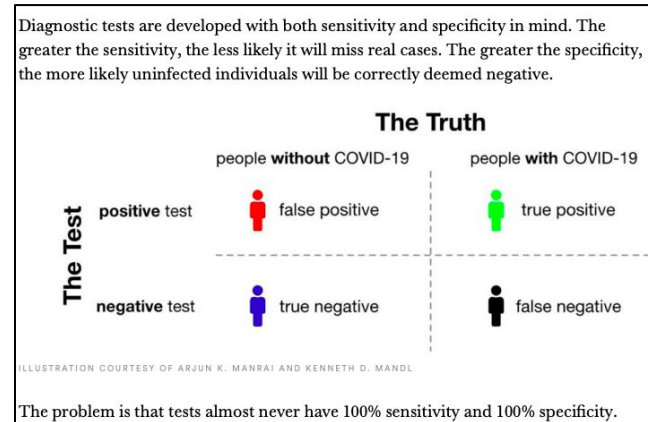 Diagnostic tests are developed with both sensitivity and specificity in mind. The
greater the sensitivity, the less likely it will miss real cases. The greater the specificity,
the more likely uninfected individuals will be correctly deemed negative.
The Truth
people without COVID-19 people with COVID-19
The Test
positive test false positive true positive
negative test true negative false negative
ILLUSTRATION COURTESY OF ARJUN K. MANRAI AND KENNETH D. MANDL
The problem is that tests almost never have 100% sensitivity and 100% specificity.